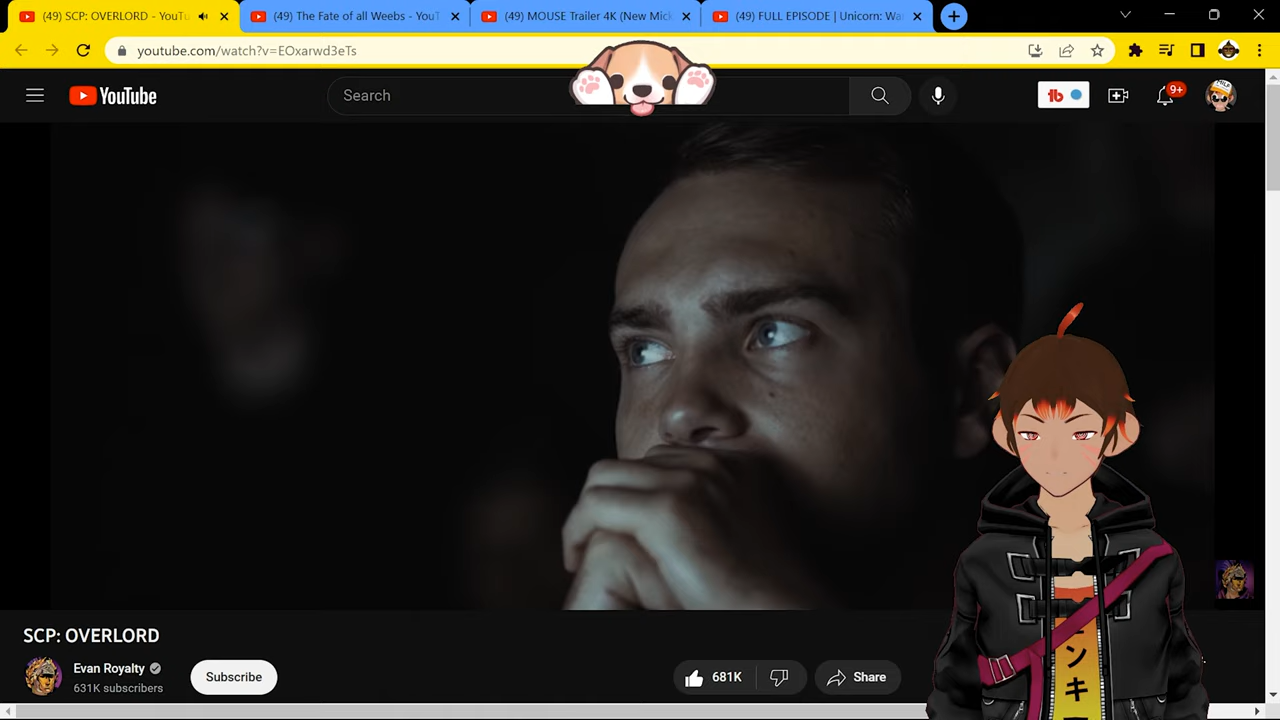 (49) SCP: OVERLORD - YouTu
(49) The Fate of all Weebs - YouT
(49) MOUSE Trailer 4K (New Mick
(49) FULL EPISODE | Unicorn: Wa
youtube.com/watch?v=EOxarwd3eTs
YouTube
Search
9+
SCP: OVERLORD
Evan Royalty
631K subscribers
Subscribe
681K
Share
ンキ